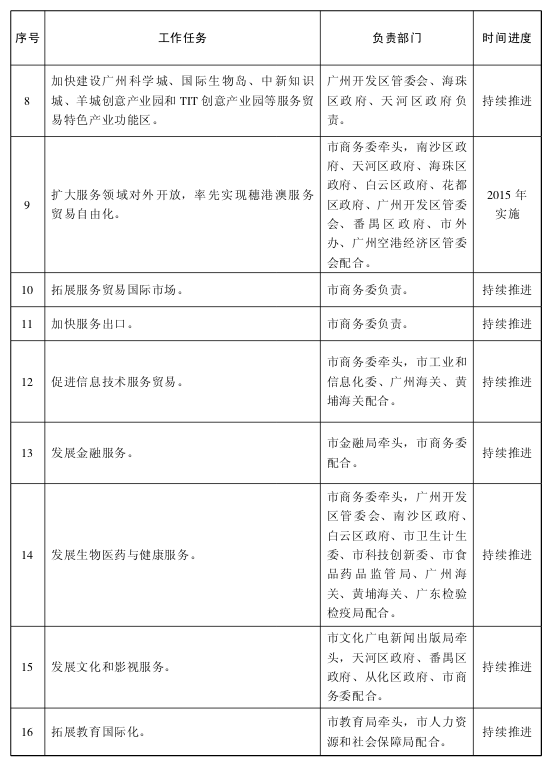 序号 工作任务 负责部门 时间进度
8
加快建设广州科学城、国际生物岛、中新知识
城、羊城创意产业园和TIT创意产业园等服务贸
易特色产业功能区。
广州开发区管委会、海珠
区政府、天河区政府负
责。
持续推进
9
扩大服务领域对外开放，率先实现穗港澳服务
贸易自由化。
市商务委牵头，南沙区政
府、天河区政府、海珠区
政府、白云区政府、花都
区政府、广州开发区管委
会、番禺区政府、市外
办、广州空港经济区管委
会配合。
2015年
实施
10
拓展服务贸易国际市场。
市商务委负责。
持续推进
11
加快服务出口。
市商务委负责。
持续推进
12
促进信息技术服务贸易。
市商务委牵头，市工业和
信息化委、广州海关、黄
埔海关配合。
持续推进
13
发展金融服务。
市金融局牵头，市商务委
配合。
持续推进
14
发展生物医药与健康服务。
市商务委牵头，广州开发
区管委会、南沙区政府、
白云区政府、市卫生计生
委、市科技创新委、市食
品药品监管局、广州海
关、黄埔海关、广东检验
检疫局配合。
持续推进
15
发展文化和影视服务。
市文化广电新闻出版局牵
头，天河区政府、番禺区
政府、从化区政府、市商
务委配合。
持续推进
16
拓展教育国际化。
市教育局牵头，市人力资
源和社会保障局配合。
持续推进